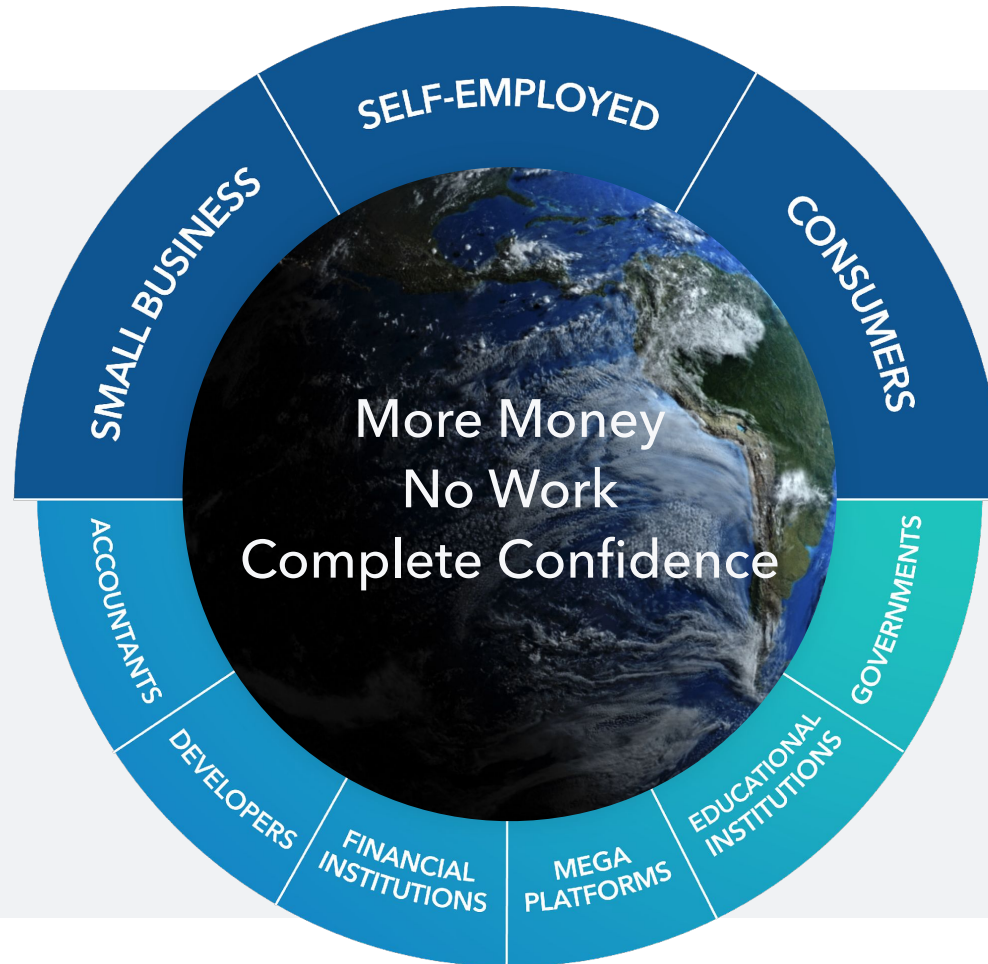 SELF-EMPLOYED
SMALL BUSINESS
CONSUMERS
More Money
No Work
Complete Confidence
ACCOUNTANTS
DEVELOPERS
FINANCIAL
INSTITUTIONS
MEGA
PLATFORMS
EDUCATIONAL
INSTITUTIONS
GOVERNMENTS